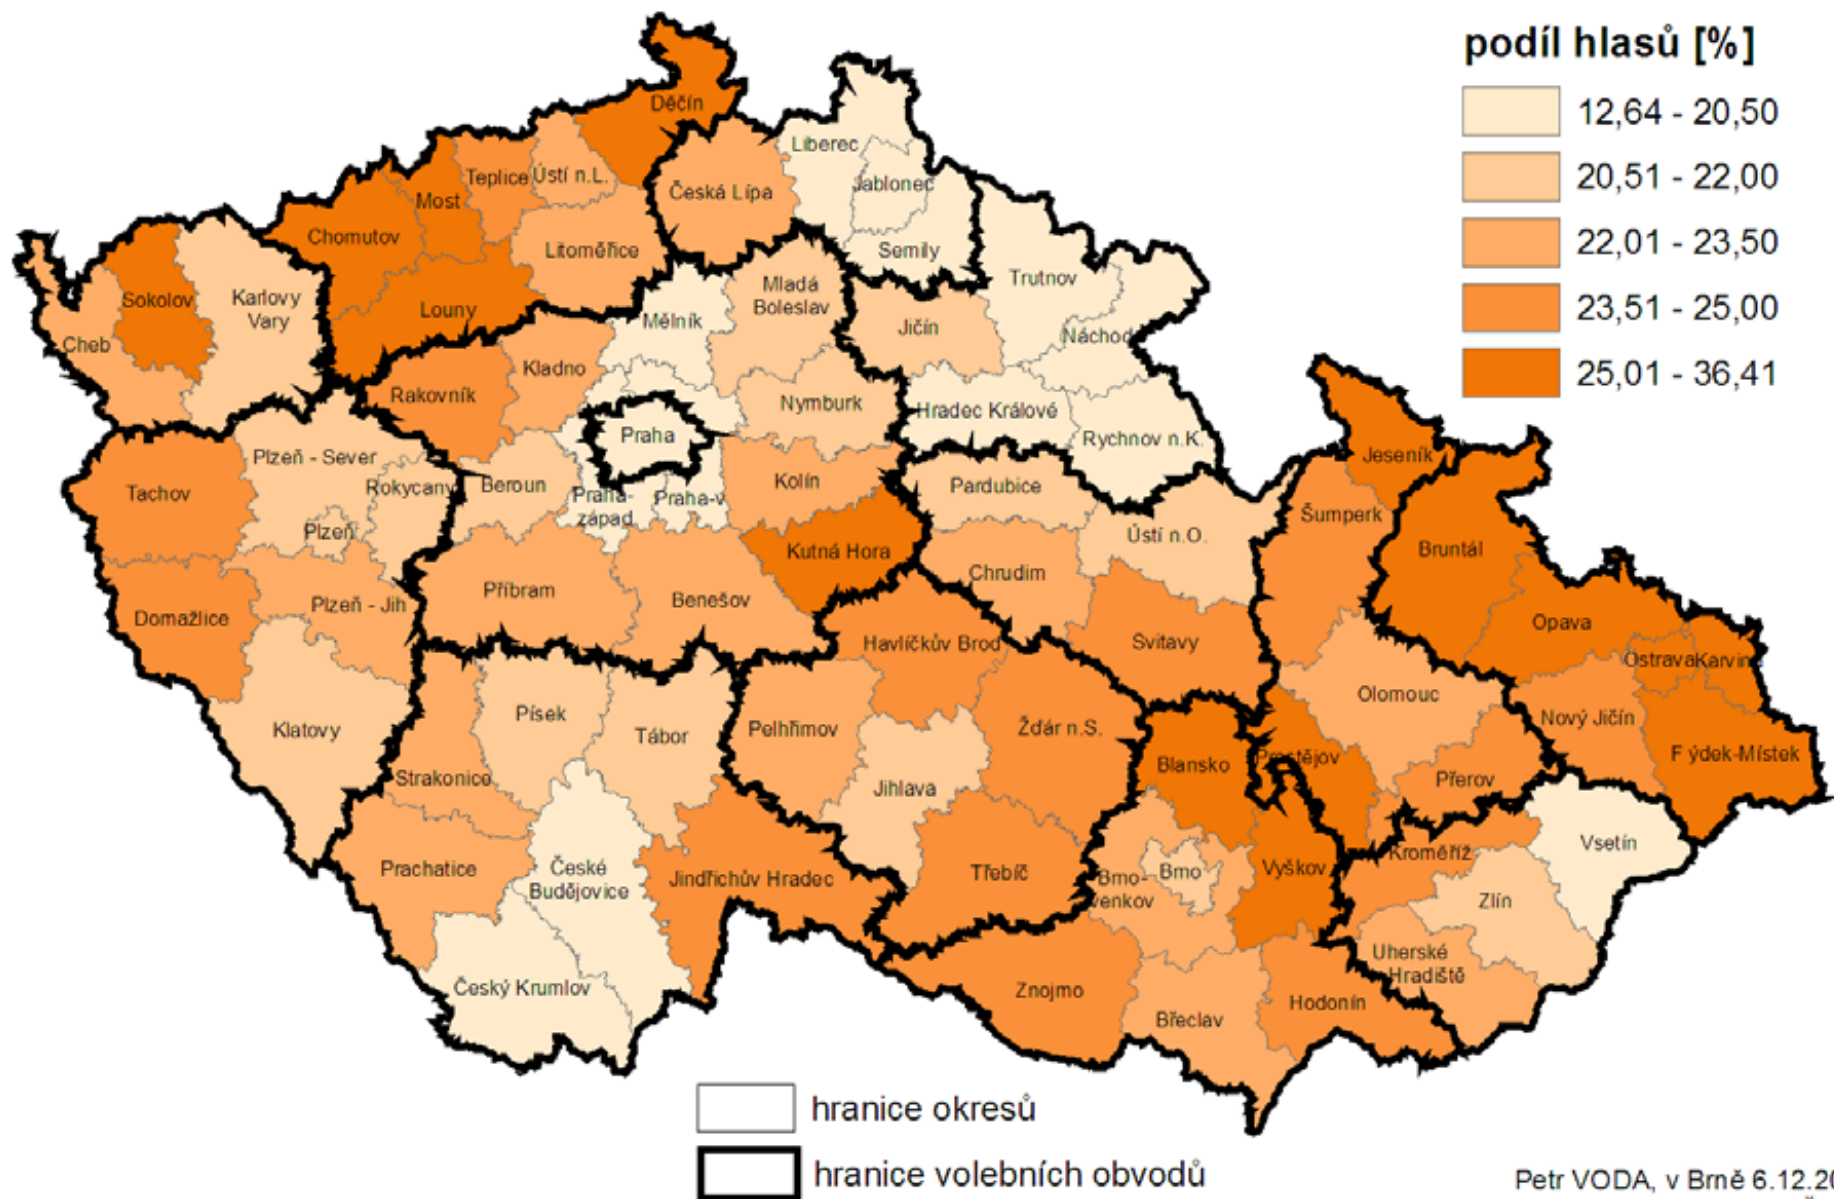 podíl hlasů [%]
12,64 - 20,50
20,51 - 22,00
22,01 - 23,50
23,51 - 25,00
25,01 - 36,41
Děčín
Liberec
Teplice
Ústí n.L.
Most
Česká Lípa
Jablonec
Chomutov
Litoměřice
Semily
Trutnov
Sokolov
Karlovy
Vary
Louny
Mladá
Boleslav
Mělník
Jičín
Náchod
Cheb
Kladno
Rakovník
Nymburk
Hradec Králové
Praha
Rychnov n.K.
Plzeň - Sever
Jeseník
Tachov
Rokycany
Beroun
Praha-
západ
Praha-v
Kolín
Pardubice
Šumperk
Plzeň
Kutná Hora
Ústí n.O.
Bruntál
Chrudim
Příbram
Benešov
Plzeň - Jih
Domažlice
Opava
Havlíčkův Brod
Svitavy
Ostrava
Karviná
Olomouc
Klatovy
Písek
Tábor
Pelhřimov
Žďár n.S.
Nový Jičín
F ýdek-Místek
Strakonice
Jihlava
Blansko
Prostějov
Přerov
Prachatice
České
Budějovice
Jindřichův Hradec
Třebíč
Brno-
venkov
Brno
Vyškov
Kroměříž
Vsetín
Zlín
Uherské
Hradiště
Český Krumlov
Znojmo
Břeclav
Hodonín
hranice okresů
hranice volebních obvodů
Petr VODA, v Brně 6.12.20